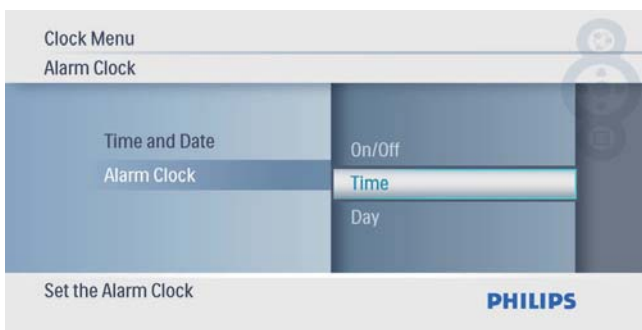 Clock Menu
Alarm Clock
Time and Date
Alarm Clock
On/Off
Time
Day
Set the Alarm Clock
PHILIPS